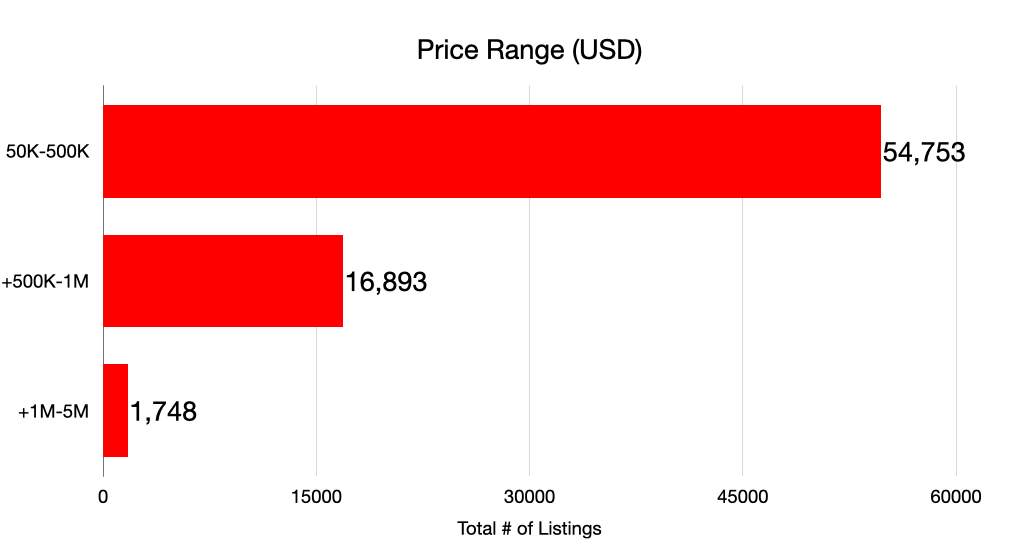 Price Range (USD)
50K-500K
54,753
+500K-1M
16,893
+1M-5M
1,748
0 15000 30000 45000 60000
Total # of Listings